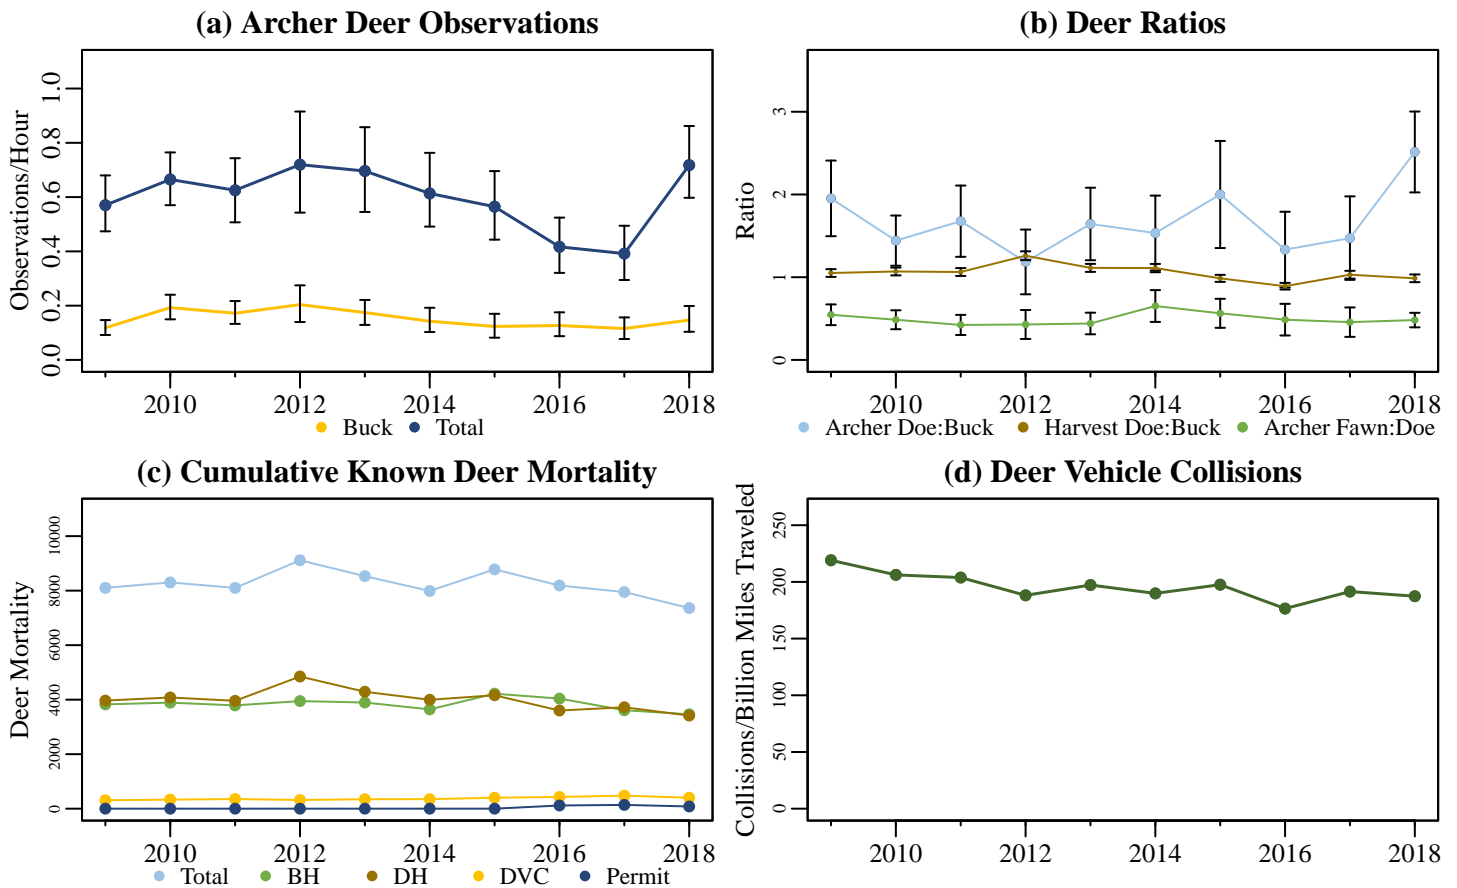 (a) Archer Deer Observations
Observations/Hour
0.0 0.2 0.4 0.6 0.8 1.0
2010 2012 2014 2016 2018
Buck Total
(b) Deer Ratios
Ratio
0 1 2 3
2010 2012 2014 2016 2018
Archer Doe:Buck Harvest Doe:Buck Archer Fawn:Doe
(c) Cumulative Known Deer Mortality
Deer Mortality
0 2000 4000 6000 8000 10000
2010 2012 2014 2016 2018
Total BH DH DVC Permit
(d) Deer Vehicle Collisions
Collisions/Billion Miles Traveled
0 50 100 150 200 250
2010 2012 2014 2016 2018